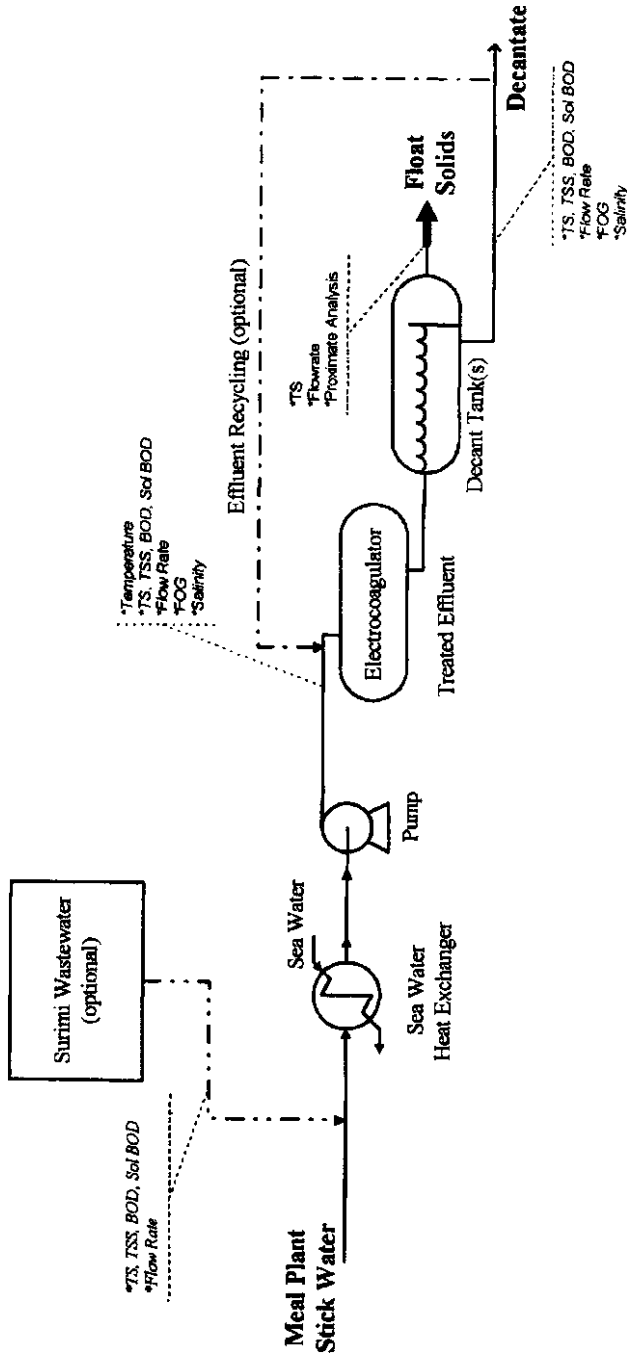 Surimi Wastewater
(optional)
*TS, TSS, BOD, Sol BOD
*Flow Rate
Meal Plant
Stick Water
Sea Water
Sea Water
Heat Exchanger
Pump
*Temperature
*TS, TSS, BOD, Sol BOD
*Flow Rate
*FOG
*Salinity
Effluent Recycling (optional)
Electrocoagulator
Treated Effluent
*TS
*Flowrate
*Proximate Analysis
Float
Solids
Decant Tank(s)
Decantate
*TS, TSS, BOD, Sol BOD
*Flow Rate
*FOG
*Salinity